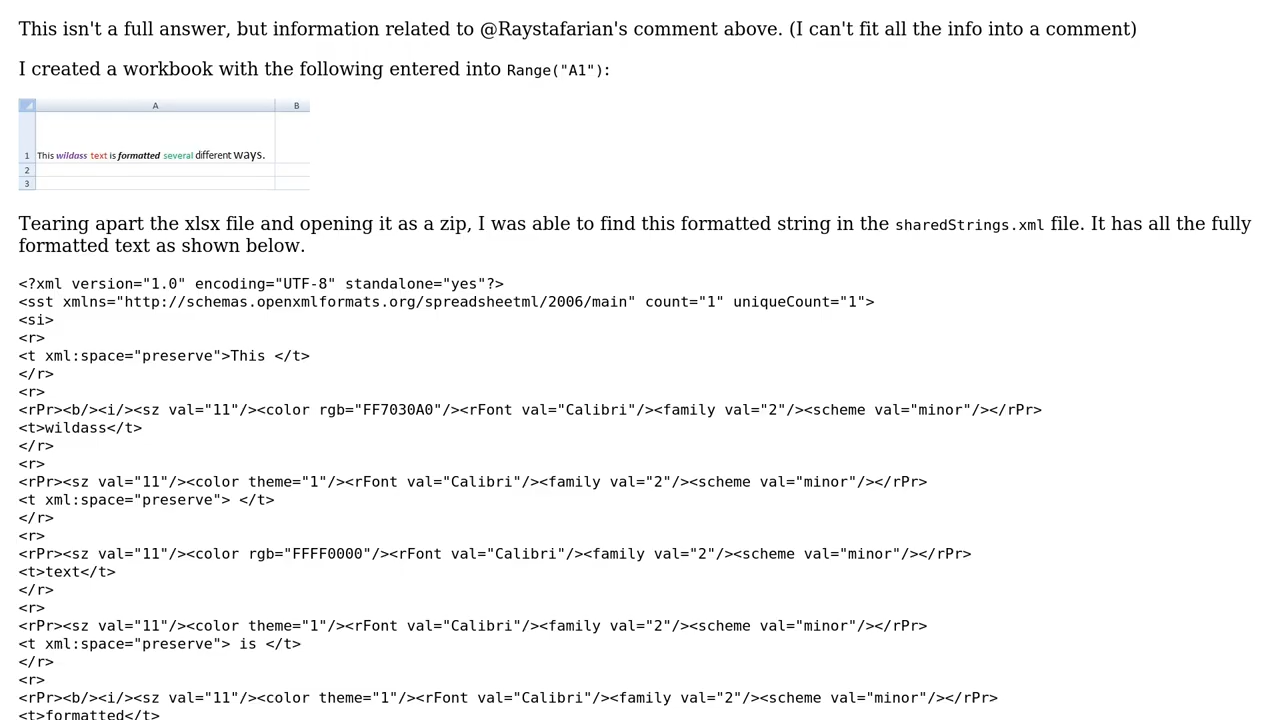 This isn't a full answer, but information related to @Raystafarian's comment above. (I can't fit all the info into a comment)
I created a workbook with the following entered into Range("A1"):
A B
1 This wildass text is formatted several different ways.
2
3
Tearing apart the xlsx file and opening it as a zip, I was able to find this formatted string in the sharedStrings.xml file. It has all the fully
formatted text as shown below.
<?xml version="1.0" encoding="UTF-8" standalone="yes"?>
<sst xmlns="http://schemas.openxmlformats.org/spreadsheetml/2006/main" count="1" uniqueCount="1">
<si>
<r>
<t xml:space="preserve">This </t>
</r>
<r>
<rPr><b/><i/><sz val="11"/><color rgb="FF7030A0"/><rFont val="Calibri"/><family val="2"/><scheme val="minor"/></rPr>
<t>wildass</t>
</r>
<r>
<rPr><sz val="11"/><color theme="1"/><rFont val="Calibri"/><family val="2"/><scheme val="minor"/></rPr>
<t xml:space="preserve"> </t>
</r>
<r>
<rPr><sz val="11"/><color rgb="FFFF0000"/><rFont val="Calibri"/><family val="2"/><scheme val="minor"/></rPr>
<t>text</t>
</r>
<r>
<rPr><sz val="11"/><color theme="1"/><rFont val="Calibri"/><family val="2"/><scheme val="minor"/></rPr>
<t xml:space="preserve"> is </t>
</r>
<r>
<rPr><b/><i/><sz val="11"/><color theme="1"/><rFont val="Calibri"/><family val="2"/><scheme val="minor"/></rPr>
<t>formatted</t>